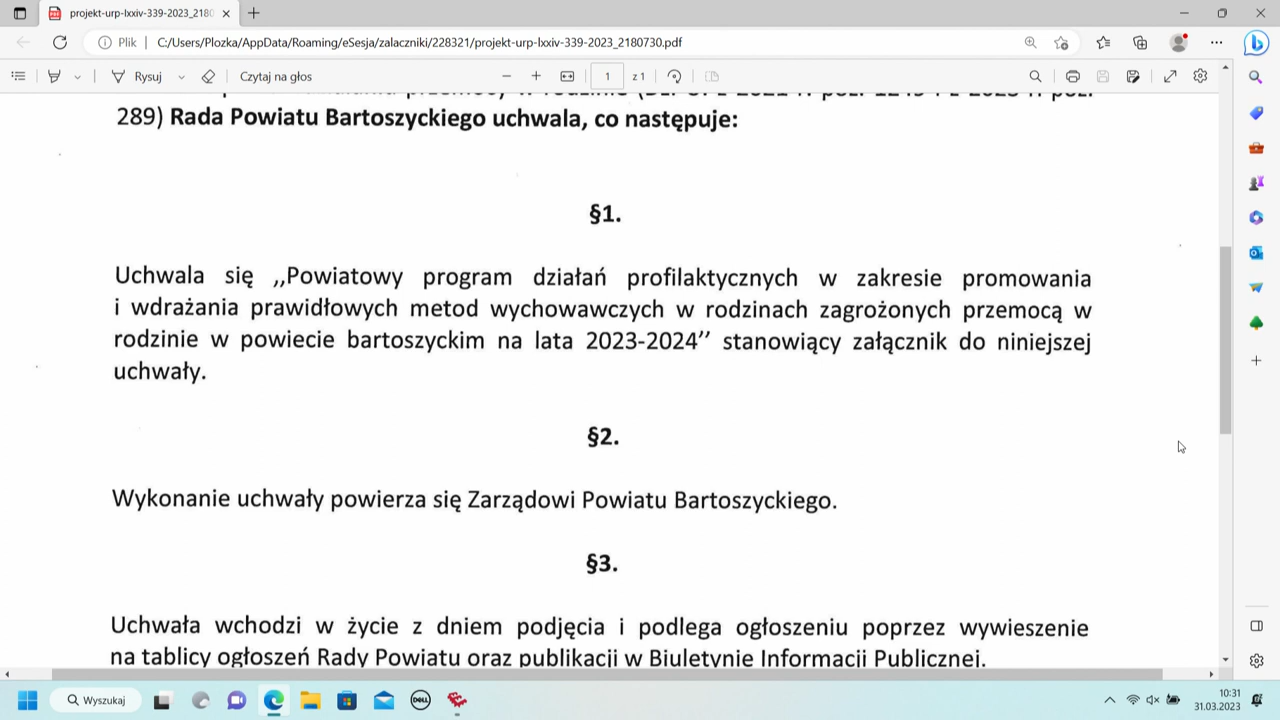 projekt-urp-lxxiv-339-2023_2180
Plik
C:/Users/Plozka/AppData/Roaming/eSesja/zalaczniki/228321/projekt-urp-lxxiv-339-2023_2180730.pdf
Rysuj
Czytaj na głos
1
z 1
289) Rada Powiatu Bartoszyckiego uchwala, co następuje:
§1.
Uchwala się ,,Powiatowy program działań profilaktycznych w zakresie promowania
i wdrażania prawidłowych metod wychowawczych w rodzinach zagrożonych przemocą w
rodzinie w powiecie bartoszyckim na lata 2023-2024’’ stanowiący załącznik do niniejszej
uchwały.
§2.
Wykonanie uchwały powierza się Zarządowi Powiatu Bartoszyckiego.
§3.
Uchwała wchodzi w życie z dniem podjęcia i podlega ogłoszeniu poprzez wywieszenie
na tablicy ogłoszeń Rady Powiatu oraz publikacji w Biuletynie Informacji Publicznej.
Wyszukaj
DELL
10:31
31.03.2023